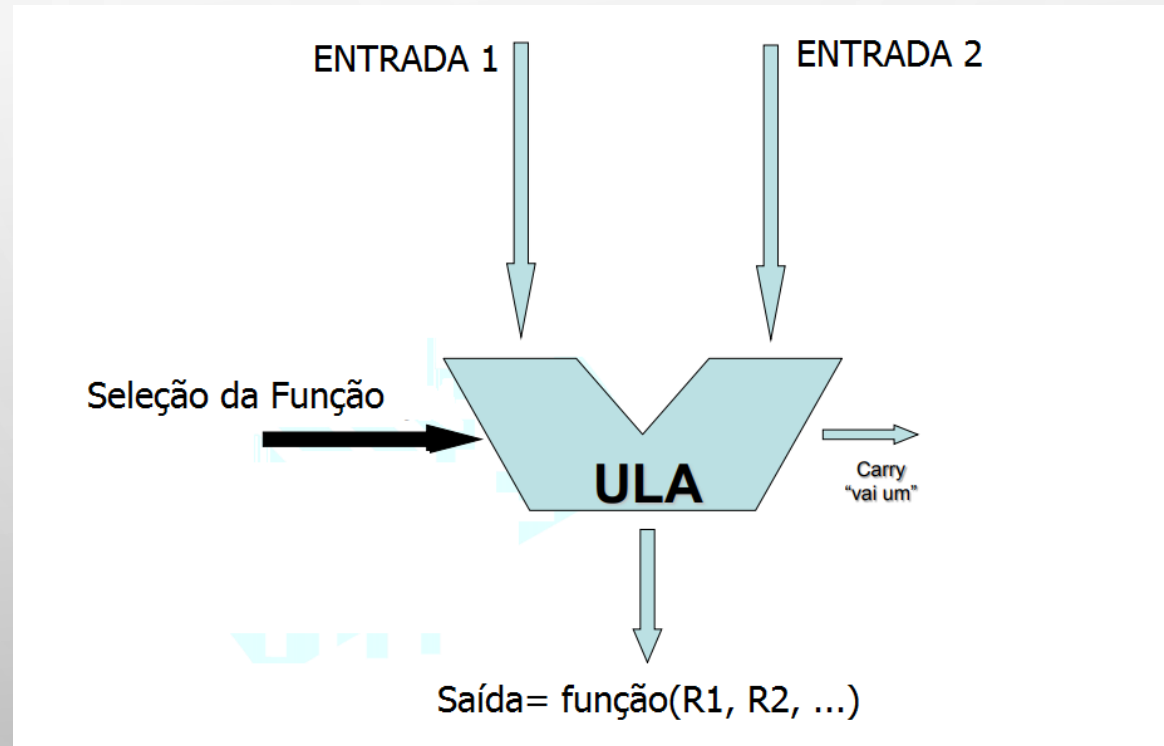 ENTRADA 1
ENTRADA 2
Seleção da Função
ULA
Carry
“vai um”
Saída= função(R1, R2, ...)